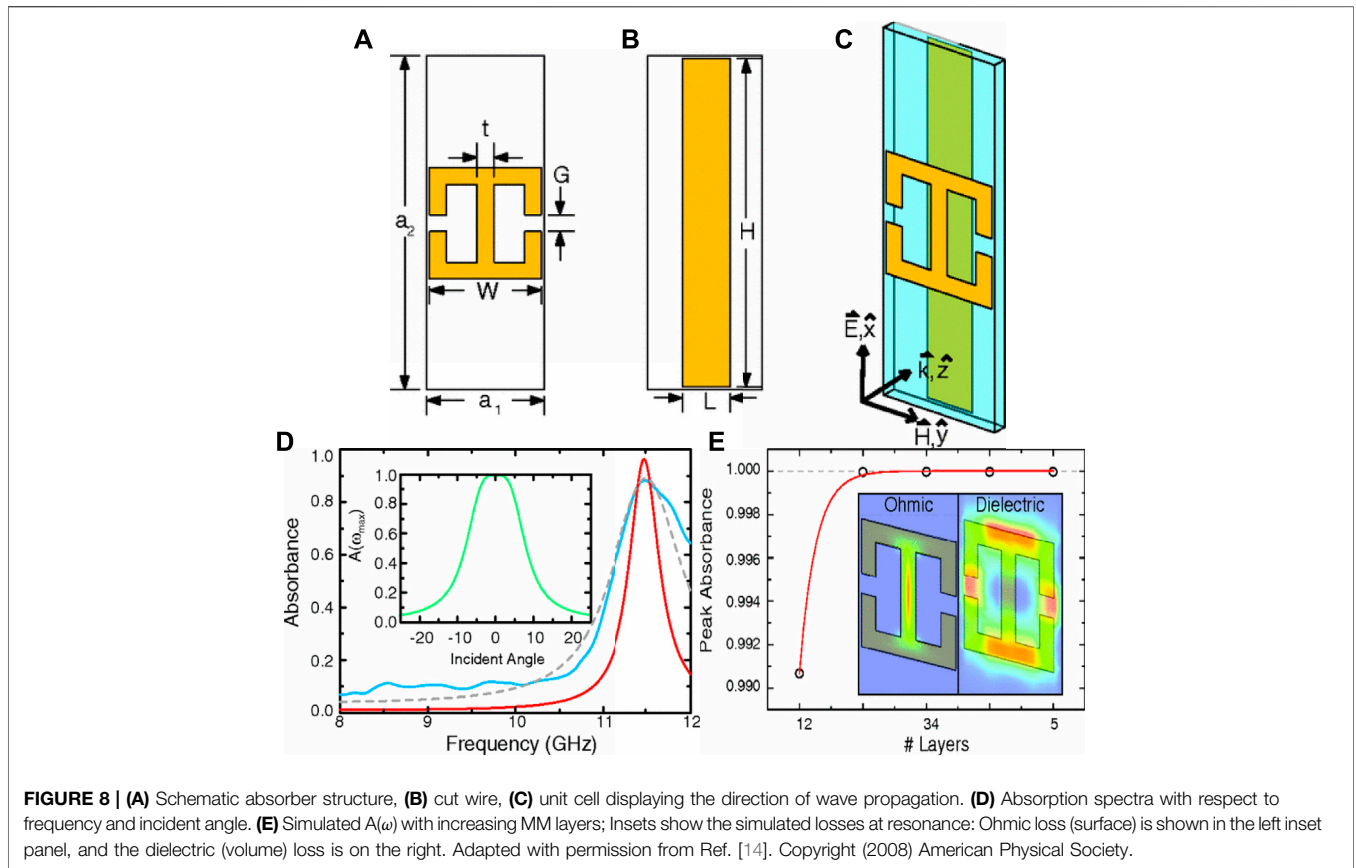 A
B
C
t
G
a2
W
a1
H
L
E,x̂
k,ẑ
H,ŷ
D
1.0
0.8
0.6
0.4
0.2
0.0
Absorbance
8 9 10 11 12
Frequency (GHz)
1.0
0.8
0.6
0.4
0.2
0.0
A(ωmax)
-20 -10 0 10 20
Incident Angle
E
1.000
0.998
0.996
0.994
0.992
0.990
Peak Absorbance
Ohmic Dielectric
12 34 5
# Layers
FIGURE 8 | (A) Schematic absorber structure, (B) cut wire, (C) unit cell displaying the direction of wave propagation. (D) Absorption spectra with respect to
frequency and incident angle. (E) Simulated A(ω) with increasing MM layers; Insets show the simulated losses at resonance: Ohmic loss (surface) is shown in the left inset
panel, and the dielectric (volume) loss is on the right. Adapted with permission from Ref. [14]. Copyright (2008) American Physical Society.